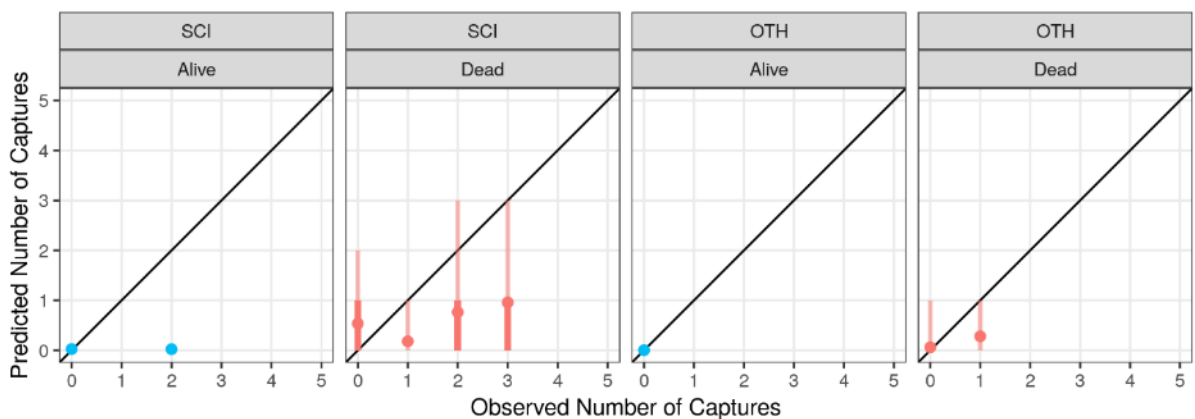 SCI SCI OTH OTH
Alive Dead Alive Dead
Predicted Number of Captures
5
4
3
2
1
0
0 1 2 3 4 5 0 1 2 3 4 5 0 1 2 3 4 5 0 1 2 3 4 5
Observed Number of Captures